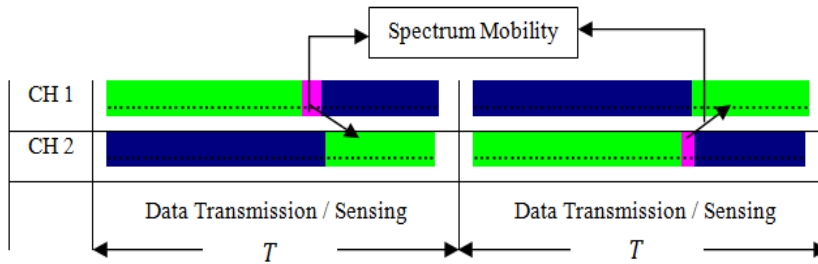 Spectrum Mobility
CH 1
CH 2
Data Transmission / Sensing
Data Transmission / Sensing
T
T